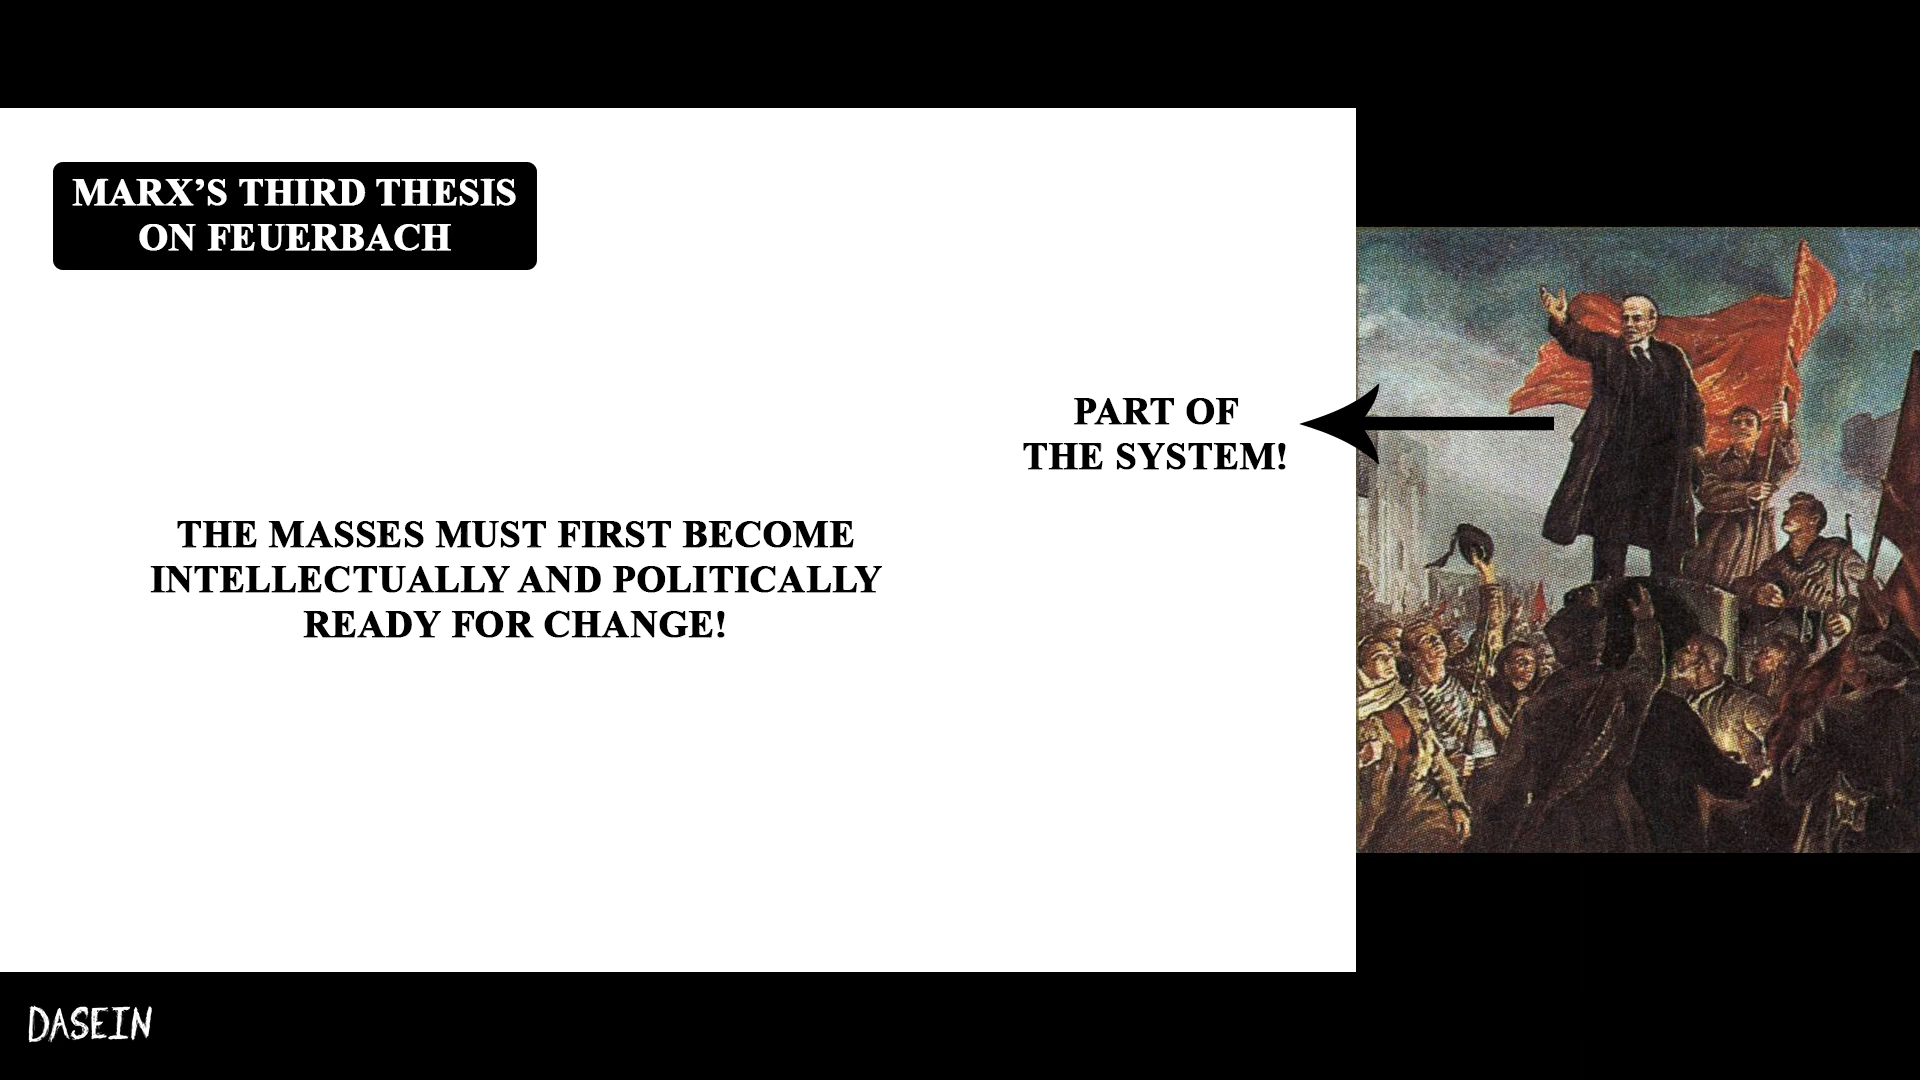 MARX’S THIRD THESIS
ON FEUERBACH
PART OF
THE SYSTEM!
THE MASSES MUST FIRST BECOME
INTELLECTUALLY AND POLITICALLY
READY FOR CHANGE!
DASEIN